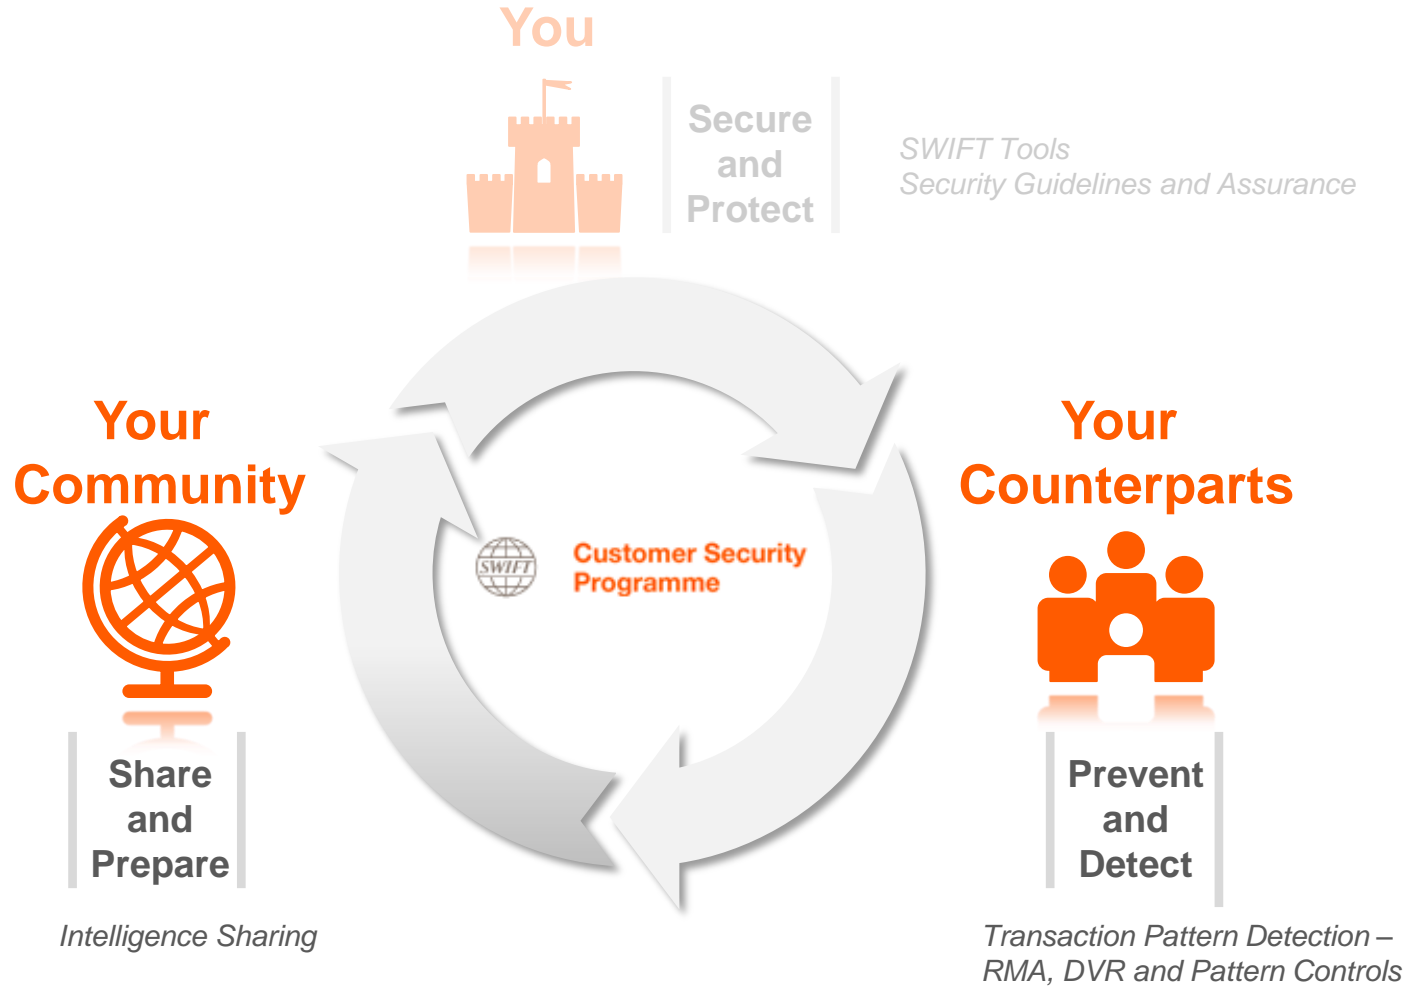 You
Secure
and
Protect
SWIFT Tools
Security Guidelines and Assurance
Your
Community
Your
Counterparts
SWIFT
Customer Security
Programme
Share
and
Prepare
Intelligence Sharing
Prevent
and
Detect
Transaction Pattern Detection –
RMA, DVR and Pattern Controls